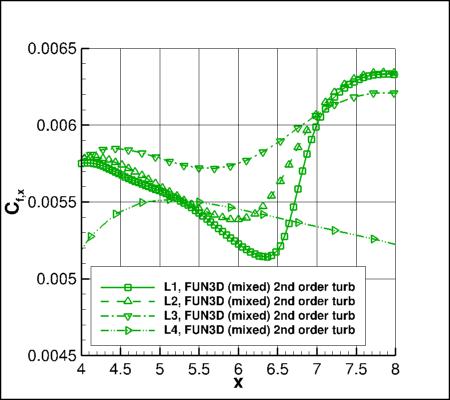 0.0065
0.006
0.0055
0.005
0.0045
C f,x
L1, FUN3D (mixed) 2nd order turb
L2, FUN3D (mixed) 2nd order turb
L3, FUN3D (mixed) 2nd order turb
L4, FUN3D (mixed) 2nd order turb
4 4.5 5 5.5 6 6.5 7 7.5 8
x